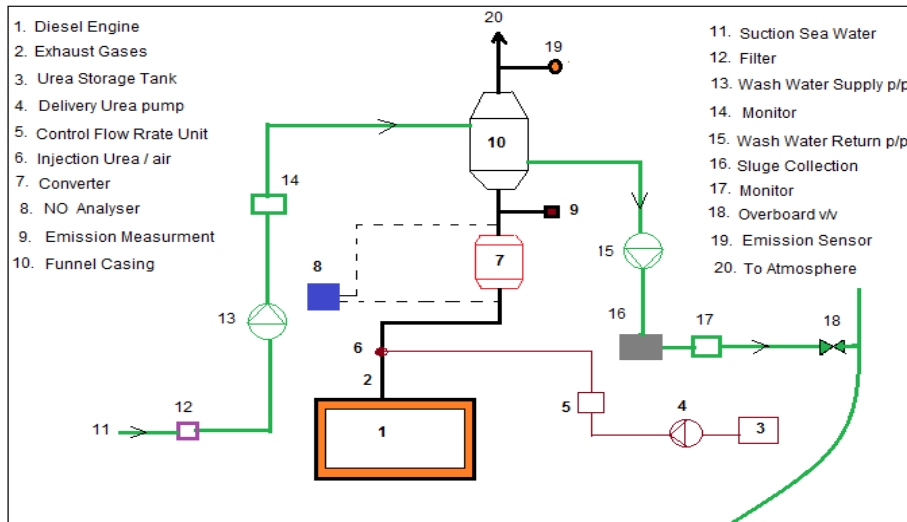 1. Diesel Engine
2. Exhaust Gases
3. Urea Storage Tank
4. Delivery Urea pump
5. Control Flow Rrate Unit
6. Injection Urea / air
7. Converter
8. NO Analyser
9. Emission Measurment
10. Funnel Casing
11. Suction Sea Water
12. Filter
13. Wash Water Supply p/p
14. Monitor
15. Wash Water Return p/p
16. Sluge Collection
17. Monitor
18. Overboard v/v
19. Emission Sensor
20. To Atmosphere
20
19
10
14
9
15
7
8
13
16
17
18
6
2
12
5
4
11
1
3